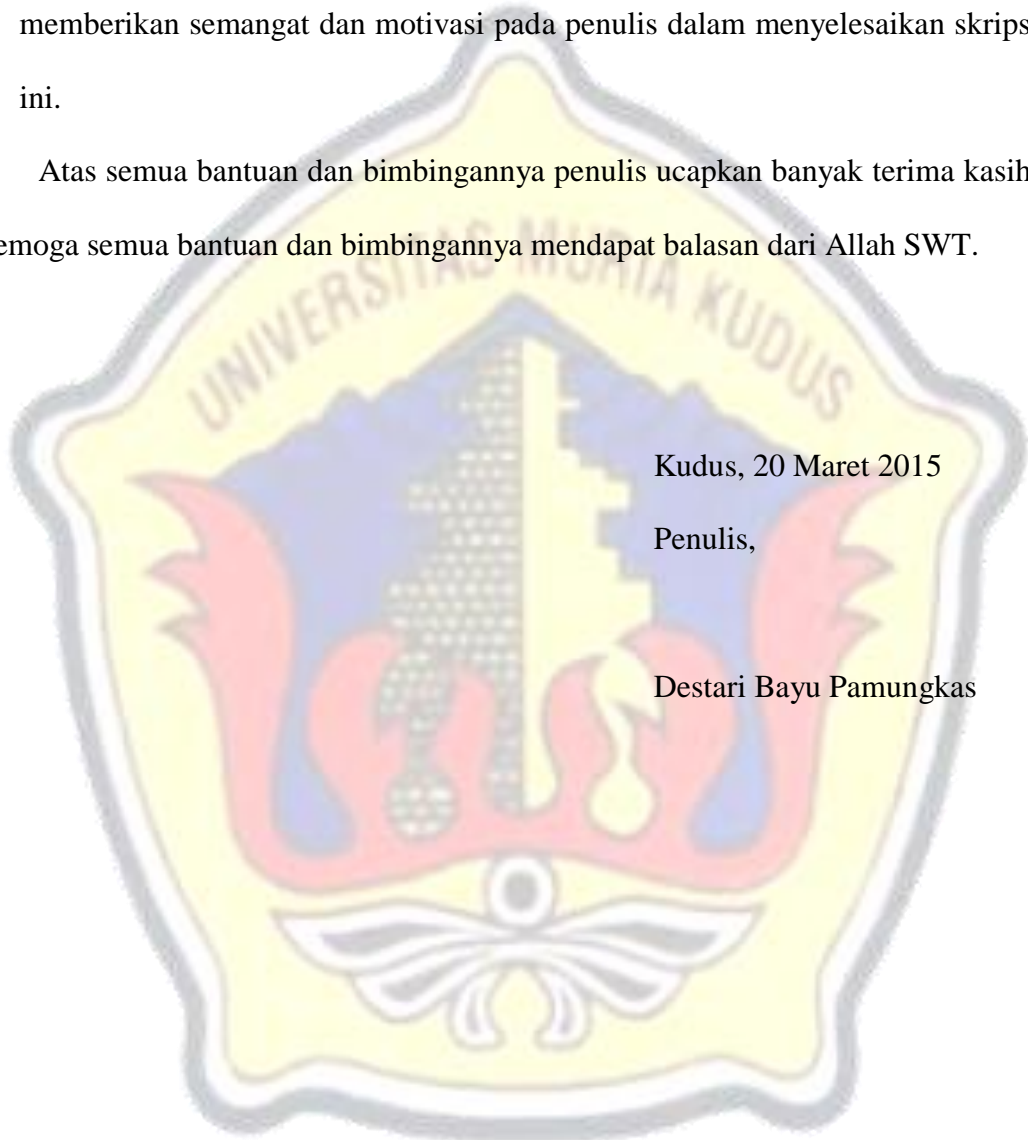 memberikan semangat dan motivasi pada penulis dalam menyelesaikan skrips
ini.
Atas semua bantuan dan bimbingannya penulis ucapkan banyak terima kasih
emoga semua bantuan dan bimbingannya mendapat balasan dari Allah SWT.
UNIVERSITAS MURIA KUDUS
Kudus, 20 Maret 2015
Penulis,
Destari Bayu Pamungkas